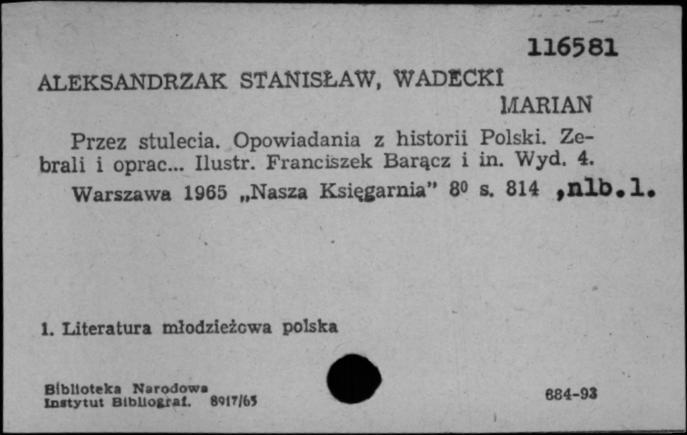 116581
ALEKSANDRZAK STANISŁAW, WADECKI
MARIAN
Przez stulecia. Opowiadania z historii Polski. Ze-
brali i oprac... Ilustr. Franciszek Barącz i in. Wyd. 4.
Warszawa 1965 „Nasza Księgarnia” 8⁰ s. 814 ,nlb.1.
1. Literatura młodzieżowa polska
Biblioteka Narodowa
Instytut Bibliograf. 8917/65
684-93